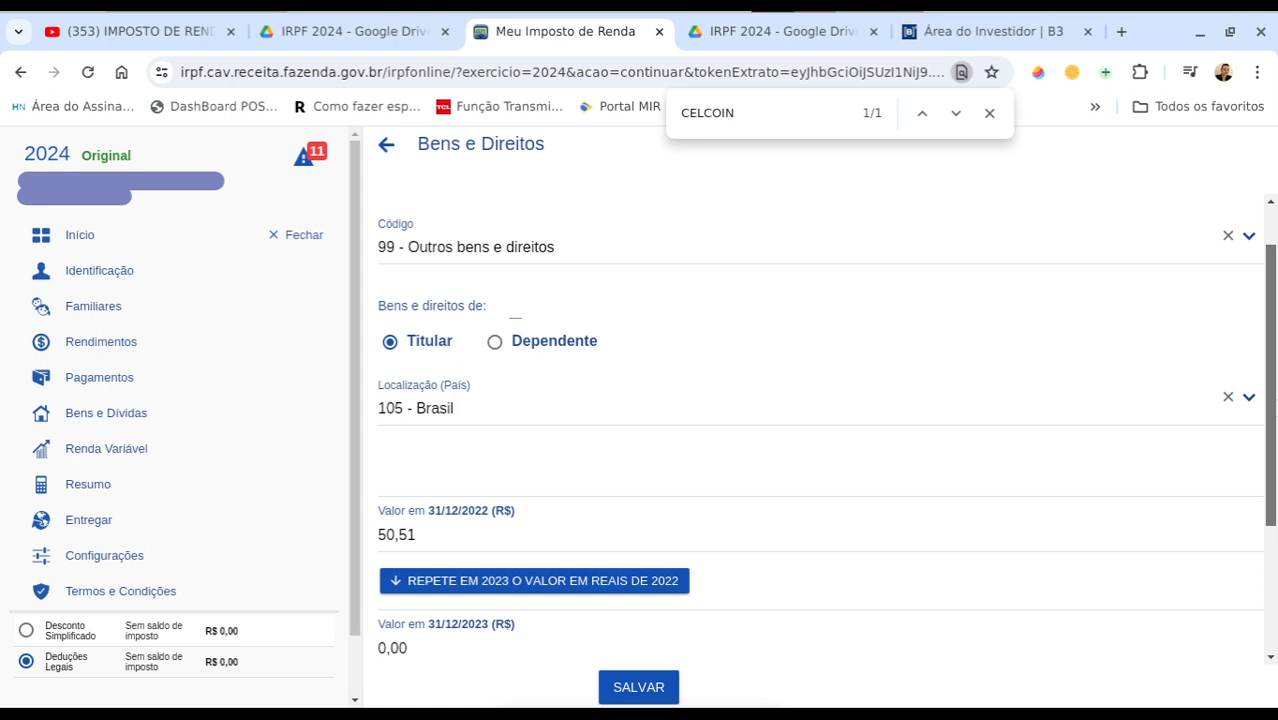 (353) IMPOSTO DE REND
IRPF 2024 - Google Drive
Meu Imposto de Renda
IRPF 2024 - Google Drive
Área do Investidor | B3
irpf.cav.receita.fazenda.gov.br/irpfonline/?exercicio=2024&acao=continuar&tokenExtrato=eyJhbGciOiJSUzI1NiJ9....
HN Área do Assina...
DashBoard POS...
R Como fazer esp...
TCL Função Transmi...
Portal MIR
Todos os favoritos
CELCOIN 1/1
2024 Original
11
Início
Fechar
Identificação
Familiares
Rendimentos
Pagamentos
Bens e Dívidas
Renda Variável
Resumo
Entregar
Configurações
Termos e Condições
Desconto Simplificado
Sem saldo de imposto
R$ 0,00
Deduções Legais
Sem saldo de imposto
R$ 0,00
Bens e Direitos
Código
99 - Outros bens e direitos
Bens e direitos de:
Titular
Dependente
Localização (País)
105 - Brasil
Valor em 31/12/2022 (R$)
50,51
REPETE EM 2023 O VALOR EM REAIS DE 2022
Valor em 31/12/2023 (R$)
0,00
SALVAR